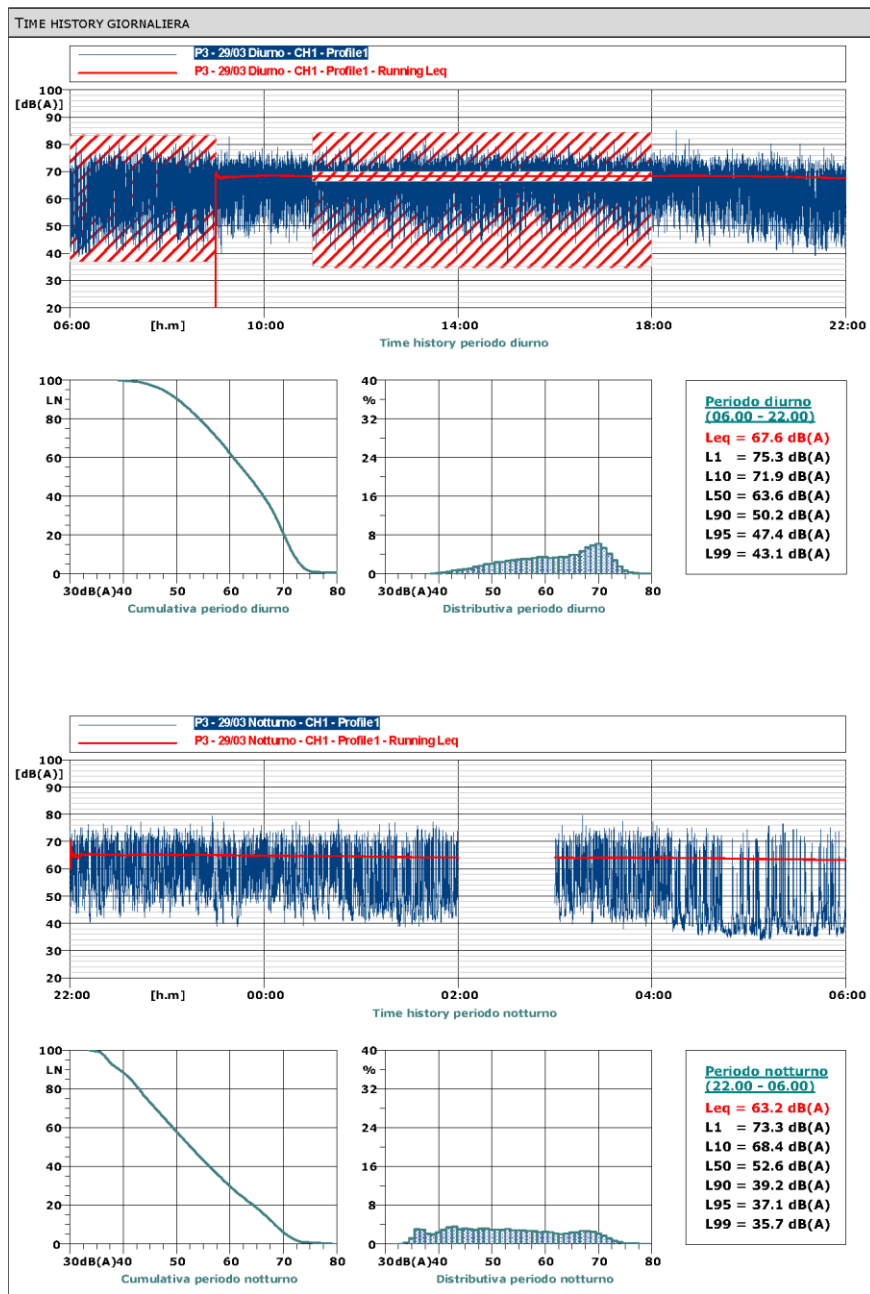 TIME HISTORY GIORNALIERA
P3 - 29/03 Diurno - CH1 - Profile1
P3 - 29/03 Diurno - CH1 - Profile1 - Running Leq
100
[dB(A)]
90
80
70
60
50
40
30
20
06:00 [h.m] 10:00 14:00 18:00 22:00
Time history periodo diurno
100
LN
80
60
40
20
0
30dB(A)40 50 60 70 80
Cumulativa periodo diurno
40
%
32
24
16
8
0
30dB(A)40 50 60 70 80
Distributiva periodo diurno
Periodo diurno
(06.00 - 22.00)
Leq = 67.6 dB(A)
L1 = 75.3 dB(A)
L10 = 71.9 dB(A)
L50 = 63.6 dB(A)
L90 = 50.2 dB(A)
L95 = 47.4 dB(A)
L99 = 43.1 dB(A)
P3 - 29/03 Notturno - CH1 - Profile1
P3 - 29/03 Notturno - CH1 - Profile1 - Running Leq
100
[dB(A)]
90
80
70
60
50
40
30
20
22:00 [h.m] 00:00 02:00 04:00 06:00
Time history periodo notturno
100
LN
80
60
40
20
0
30dB(A)40 50 60 70 80
Cumulativa periodo notturno
40
%
32
24
16
8
0
30dB(A)40 50 60 70 80
Distributiva periodo notturno
Periodo notturno
(22.00 - 06.00)
Leq = 63.2 dB(A)
L1 = 73.3 dB(A)
L10 = 68.4 dB(A)
L50 = 52.6 dB(A)
L90 = 39.2 dB(A)
L95 = 37.1 dB(A)
L99 = 35.7 dB(A)